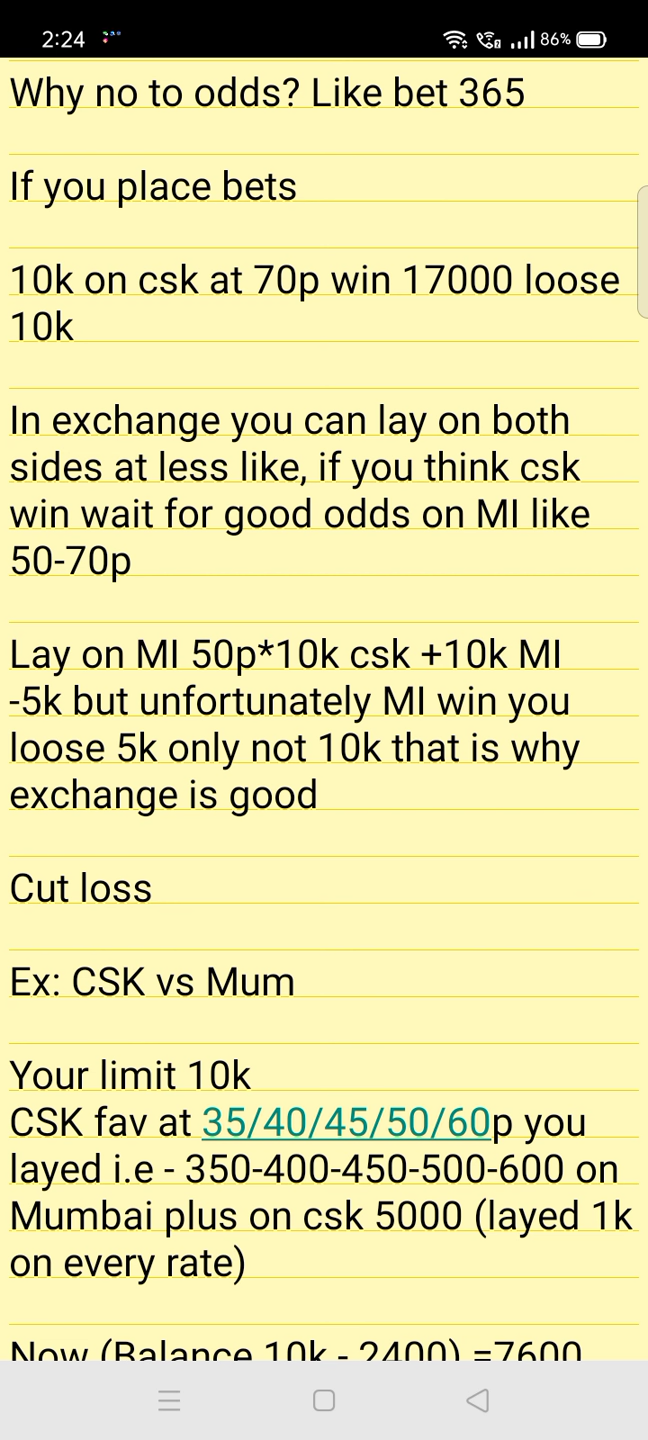 2:24
86%
Why no to odds? Like bet 365
If you place bets
10k on csk at 70p win 17000 loose
10k
In exchange you can lay on both
sides at less like, if you think csk
win wait for good odds on MI like
50-70p
Lay on MI 50p*10k csk +10k MI
-5k but unfortunately MI win you
loose 5k only not 10k that is why
exchange is good
Cut loss
Ex: CSK vs Mum
Your limit 10k
CSK fav at 35/40/45/50/60p you
layed i.e - 350-400-450-500-600 on
Mumbai plus on csk 5000 (layed 1k
on every rate)
Now (Balance 10k - 2400) =7600